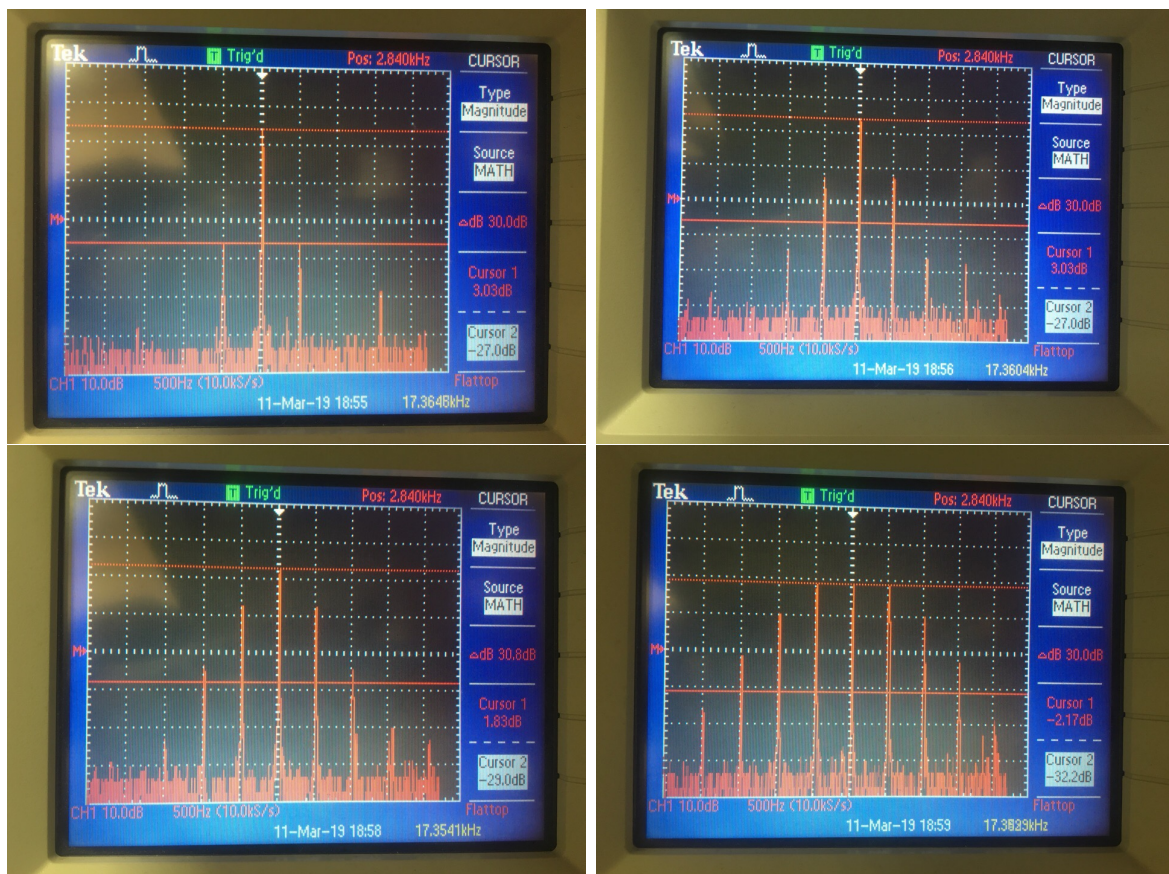 Tek T Trig'd Pos: 2.840kHz CURSOR
Type
Magnitude
Source
MATH
M
△dB 30.0dB
Cursor 1
3.03dB
Cursor 2
-27.0dB
CH1 10.0dB 500Hz (10.0kS/s) Flattop
11-Mar-19 18:55
Tek T Trig'd Pos: 2.840kHz CURSOR
Type
Magnitude
Source
MATH
M
△dB 30.0dB
Cursor 1
3.03dB
Cursor 2
-27.0dB
CH1 10.0dB 500Hz (10.0kS/s) Flattop
11-Mar-19 18:56 17.3604kHz
Tek T Trig'd Pos: 2.840kHz CURSOR
Type
Magnitude
Source
MATH
M
△dB 30.8dB
Cursor 1
1.83dB
Cursor 2
-29.0dB
CH1 10.0dB 500Hz (10.0kS/s) Flattop
11-Mar-19 18:58 17.3541kHz
Tek T Trig'd Pos: 2.840kHz CURSOR
Type
Magnitude
Source
MATH
M
△dB 30.0dB
Cursor 1
-2.17dB
Cursor 2
-32.2dB
CH1 10.0dB 500Hz (10.0kS/s) Flattop
11-Mar-19 18:59